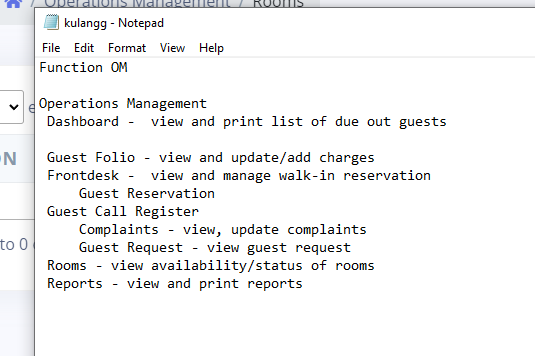 / Operations Management / Rooms
kulangg - Notepad
File Edit Format View Help
Function OM
Operations Management
Dashboard -  view and print list of due out guests
Guest Folio - view and update/add charges
Frontdesk -  view and manage walk-in reservation
Guest Reservation
Guest Call Register
Complaints - view, update complaints
Guest Request - view guest request
Rooms - view availability/status of rooms
Reports - view and print reports
e
ON
to 0